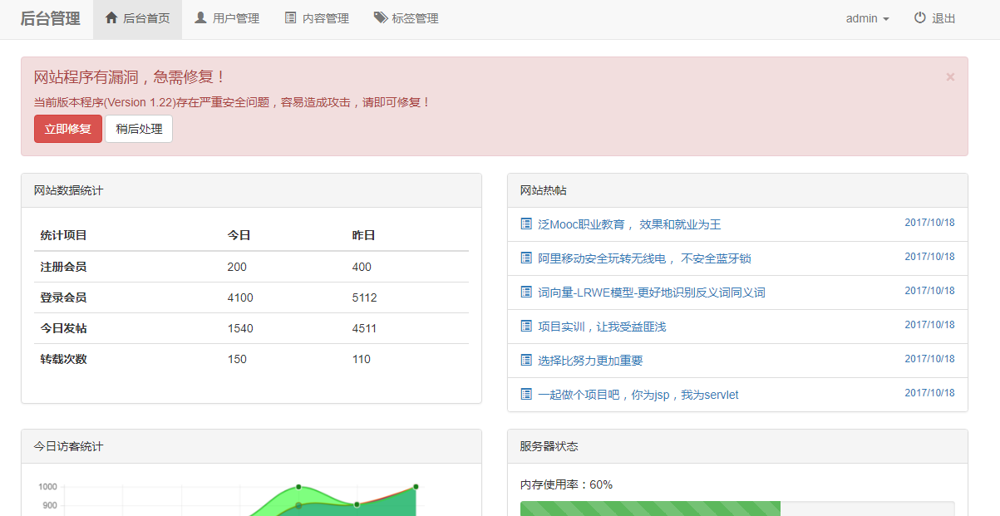 后台管理 后台首页 用户管理 内容管理 标签管理 admin 退出
网站程序有漏洞，急需修复！ ×
当前版本程序(Version 1.22)存在严重安全问题，容易造成攻击，请即可修复！
立即修复 稍后处理
网站数据统计
统计项目 今日 昨日
注册会员 200 400
登录会员 4100 5112
今日发帖 1540 4511
转载次数 150 110
网站热帖
泛Mooc职业教育， 效果和就业为王 2017/10/18
阿里移动安全玩转无线电， 不安全蓝牙锁 2017/10/18
词向量-LRWE模型-更好地识别反义词同义词 2017/10/18
项目实训，让我受益匪浅 2017/10/18
选择比努力更加重要 2017/10/18
一起做个项目吧，你为jsp，我为servlet 2017/10/18
今日访客统计
1000
900
服务器状态
内存使用率：60%